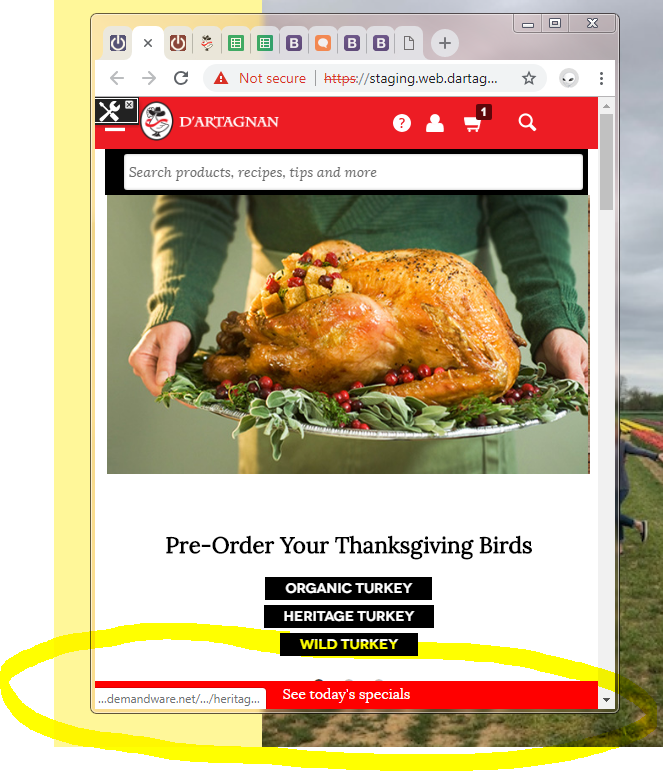 Not secure | https://staging.web.dartag...
D'ARTAGNAN
? 1
Search products, recipes, tips and more
Pre-Order Your Thanksgiving Birds
ORGANIC TURKEY
HERITAGE TURKEY
WILD TURKEY
...demandware.net/.../heritag...
See today's specials